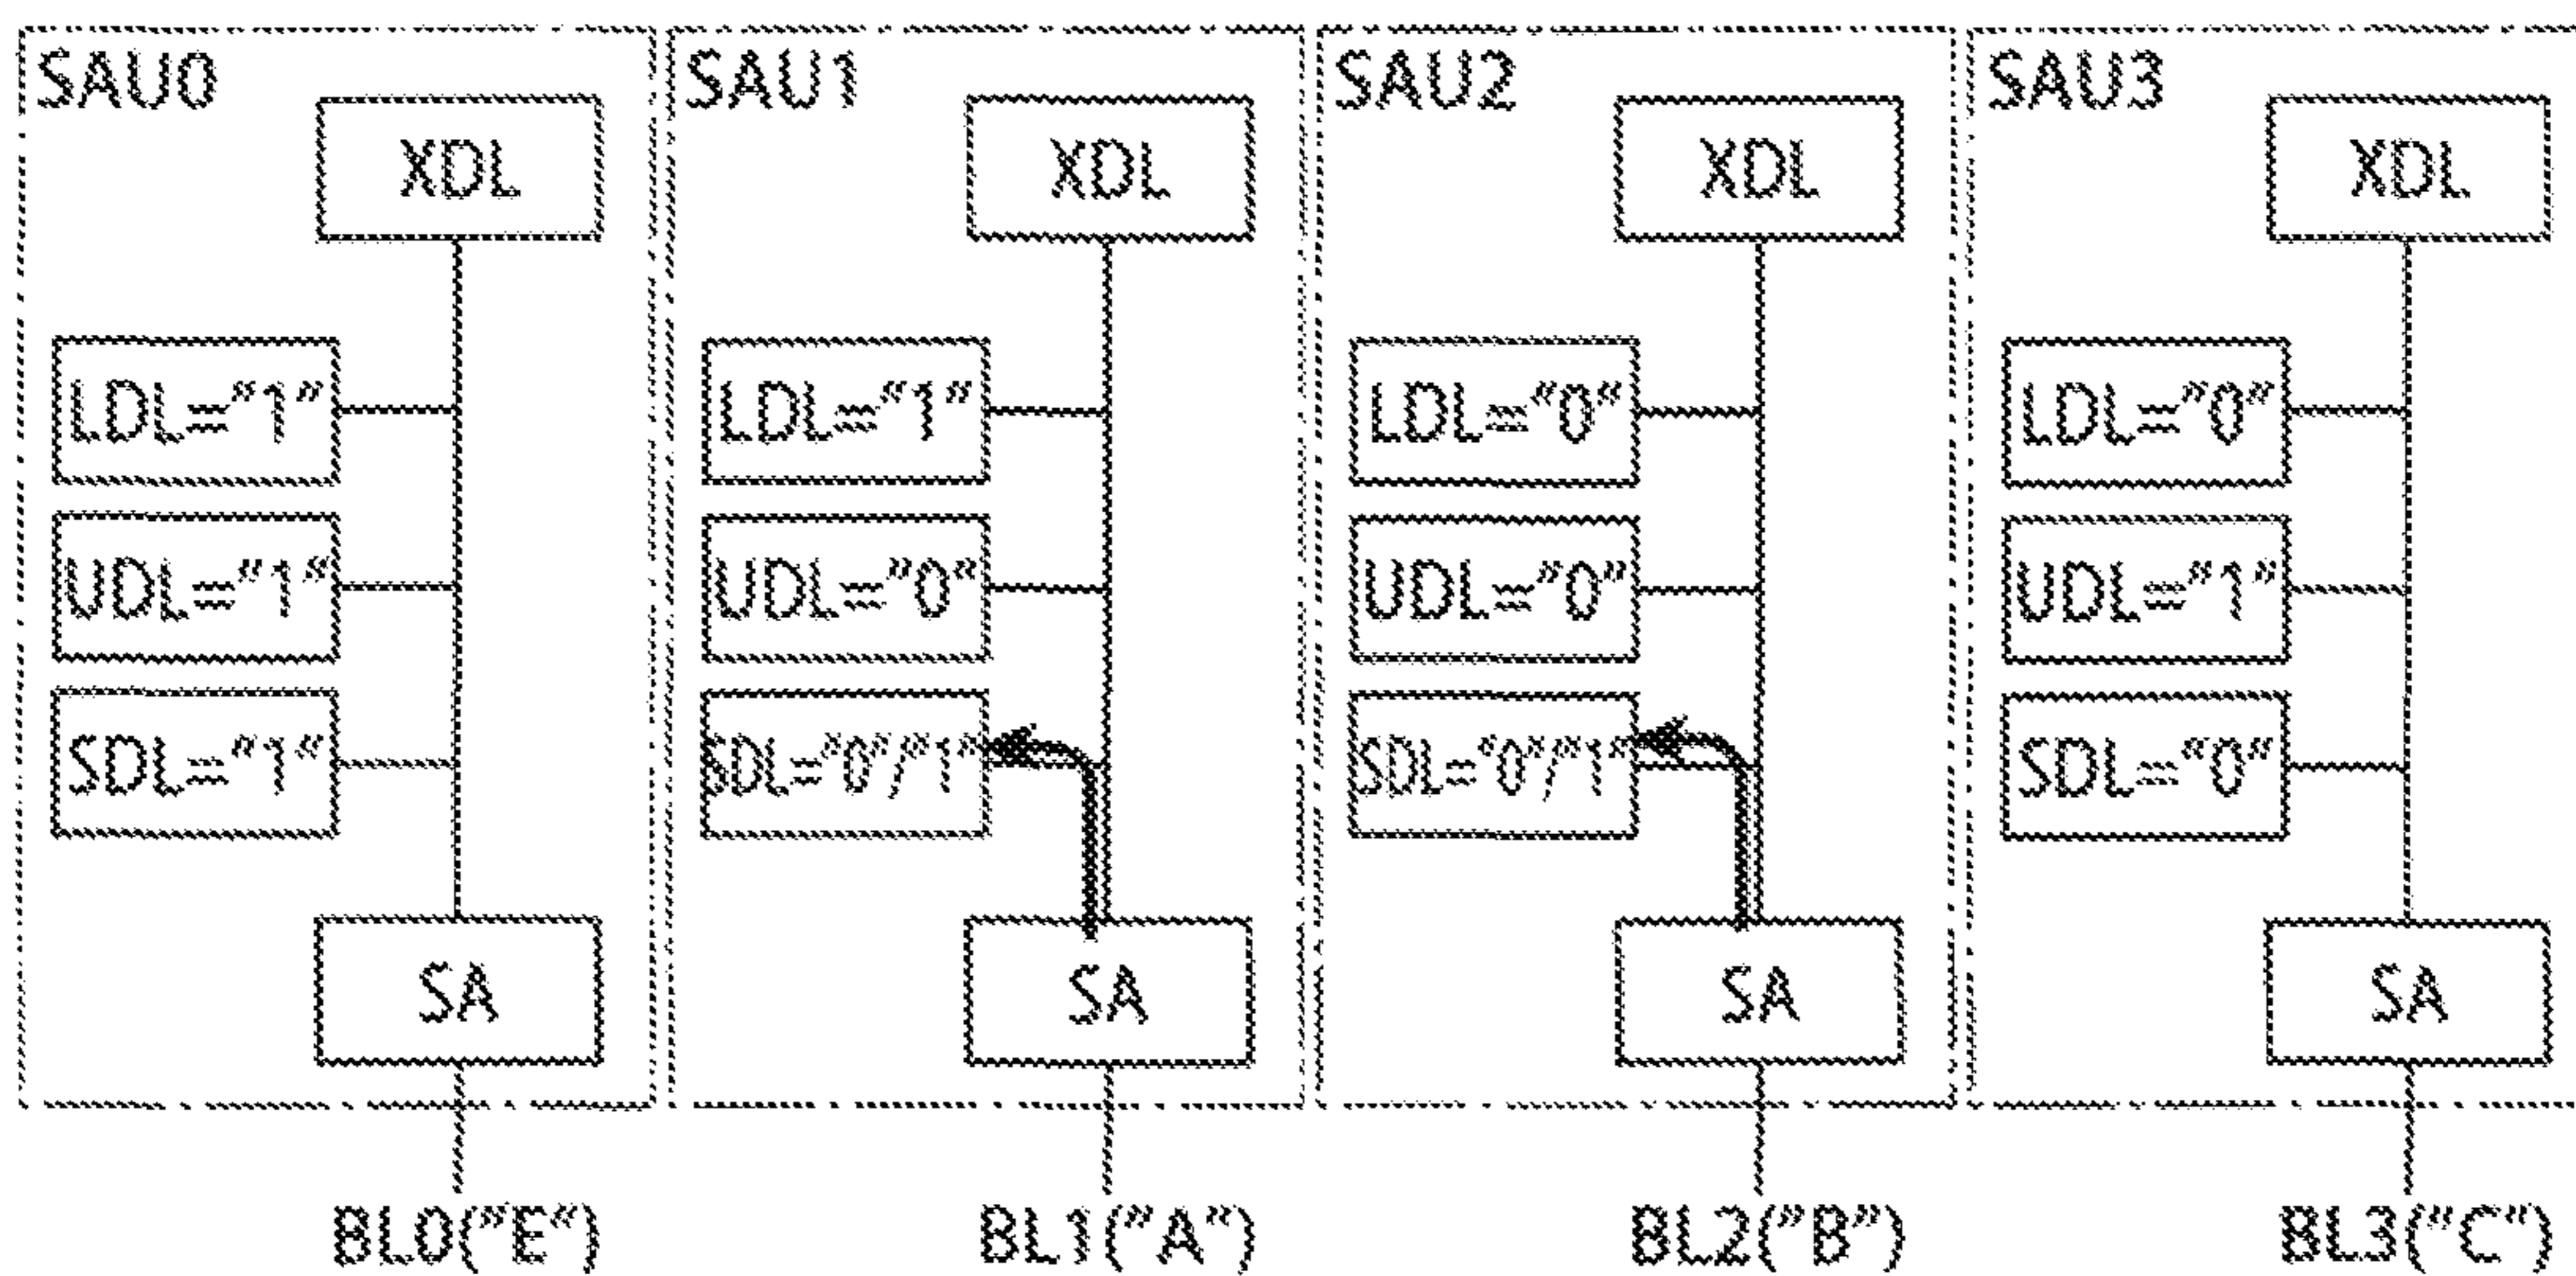 SAU0 SAU1 SAU2 SAU3
XDL XDL XDL XDL
LDL="1" LDL="1" LDL="0" LDL="0"
UDL="1" UDL="0" UDL="0" UDL="1"
SDL="1" SDL="0"/"1" SDL="0"/"1" SDL="0"
SA SA SA SA
BL0("E") BL1("A") BL2("B") BL3("C")